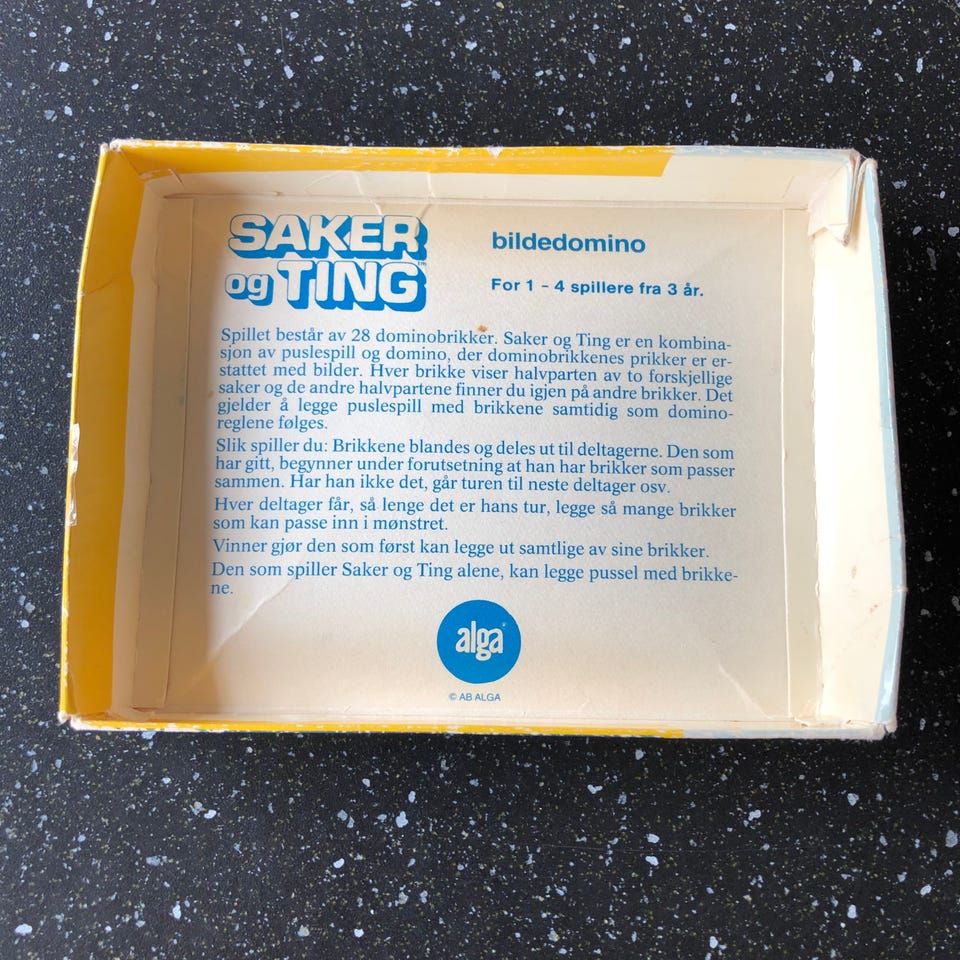 SAKER
og TING™
bildedomino
For 1 - 4 spillere fra 3 år.
Spillet består av 28 dominobrikker. Saker og Ting er en kombina-
sjon av puslespill og domino, der dominobrikkenes prikker er er-
stattet med bilder. Hver brikke viser halvparten av to forskjellige
saker og de andre halvpartene finner du igjen på andre brikker. Det
gjelder å legge puslespill med brikkene samtidig som domino-
reglene følges.
Slik spiller du: Brikkene blandes og deles ut til deltagerne. Den som
har gitt, begynner under forutsetning at han har brikker som passer
sammen. Har han ikke det, går turen til neste deltager osv.
Hver deltager får, så lenge det er hans tur, legge så mange brikker
som kan passe inn i mønstret.
Vinner gjør den som først kan legge ut samtlige av sine brikker.
Den som spiller Saker og Ting alene, kan legge pussel med brikke-
ne.
alga®
© AB ALGA